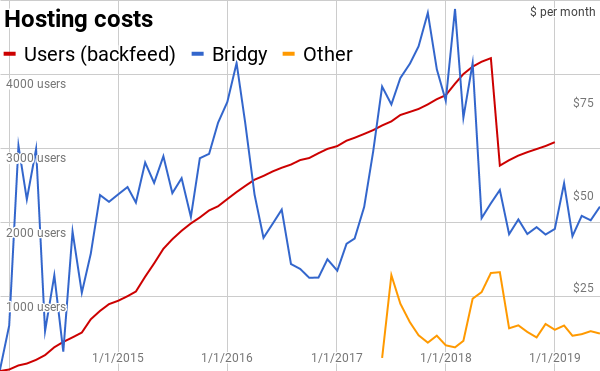 Hosting costs
$ per month
Users (backfeed) Bridgy Other
4000 users
$75
3000 users
$50
2000 users
$25
1000 users
1/1/2015 1/1/2016 1/1/2017 1/1/2018 1/1/2019